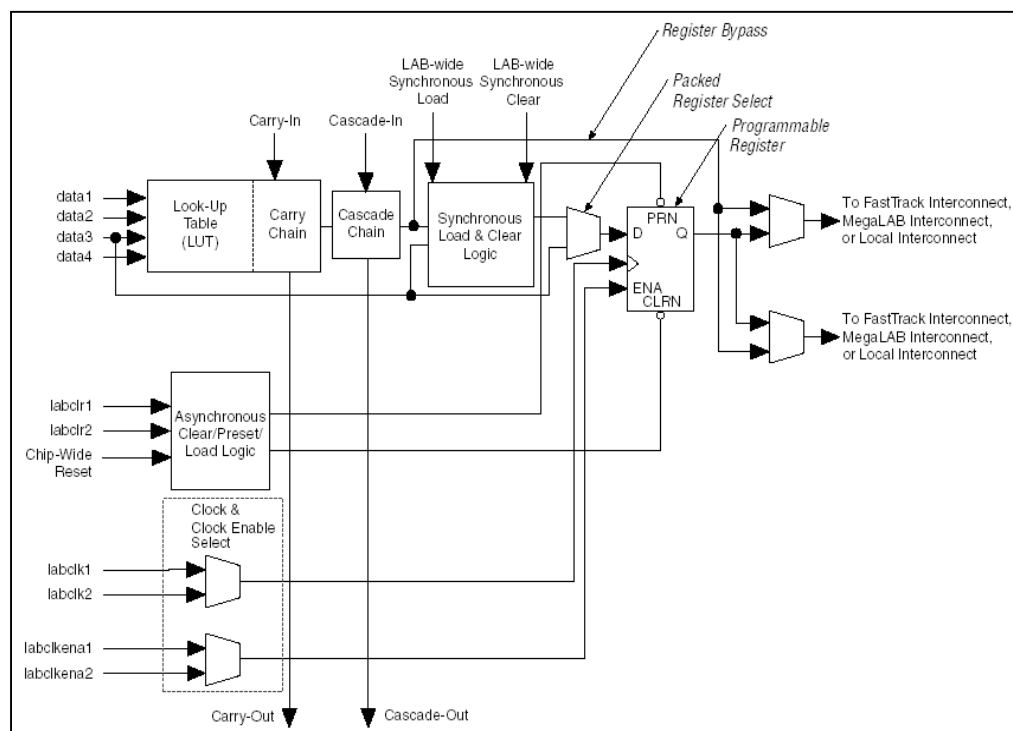 Register Bypass
LAB-wide
Synchronous
Load
LAB-wide
Synchronous
Clear
Packed
Register Select
Programmable
Register
Carry-In
Cascade-In
data1
data2
data3
data4
Look-Up
Table
(LUT)
Carry
Chain
Cascade
Chain
Synchronous
Load & Clear
Logic
PRN
D
Q
ENA
CLRN
To FastTrack Interconnect,
MegaLAB Interconnect,
or Local Interconnect
To FastTrack Interconnect,
MegaLAB Interconnect,
or Local Interconnect
labclr1
labclr2
Chip-Wide
Reset
Asynchronous
Clear/Preset/
Load Logic
Clock &
Clock Enable
Select
labclk1
labclk2
labclkena1
labclkena2
Carry-Out
Cascade-Out